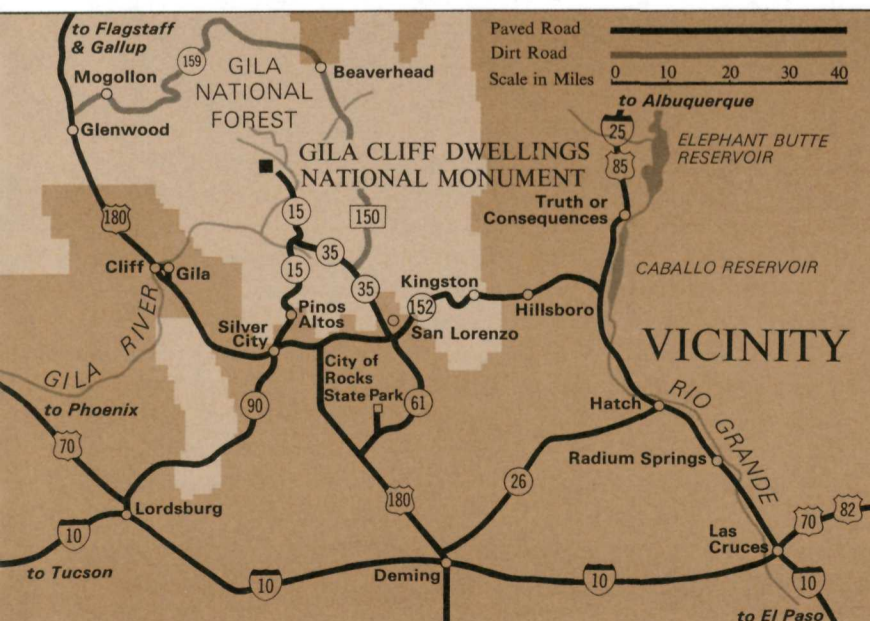 to Flagstaff
& Gallup
Mogollon
159
GILA
NATIONAL
FOREST
Beaverhead
Glenwood
Paved Road
Dirt Road
Scale in Miles
0 10 20 30 40
to Albuquerque
25
85
ELEPHANT BUTTE
RESERVOIR
GILA CLIFF DWELLINGS
NATIONAL MONUMENT
15
150
Truth or
Consequences
180
35
15
35
Cliff
Gila
Kingston
152
Hillsboro
CABALLO RESERVOIR
Pinos
Altos
San Lorenzo
Silver
City
VICINITY
GILA RIVER
City of
Rocks
State Park
to Phoenix
90
61
Hatch
RIO GRANDE
70
Radium Springs
26
180
Lordsburg
10
Las
Cruces
70
82
to Tucson
10
Deming
10
10
to El Paso